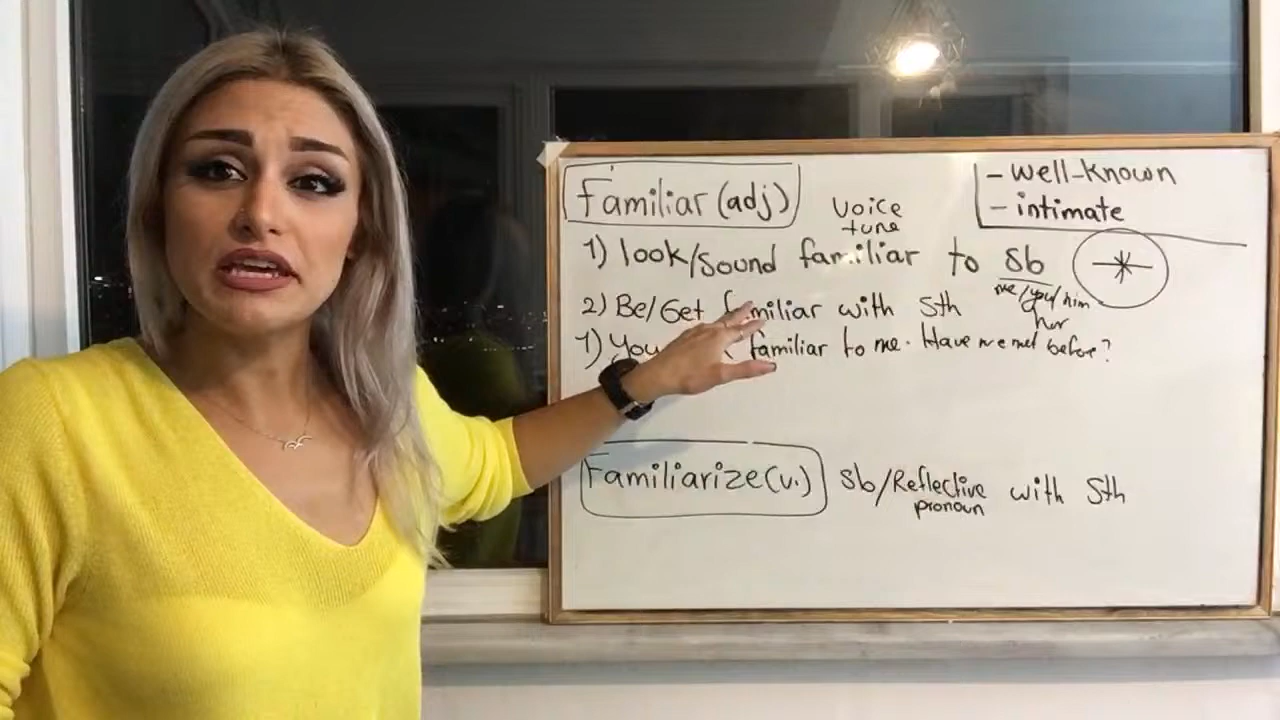 Familiar (adj)
- well-known
- intimate
Voice
tune
1) look/sound familiar to sb
me/you/him
her
2) Be/Get familiar with sth
1) You familiar to me. Have we met before?
Familiarize (v.) sb/Reflective with sth
pronoun